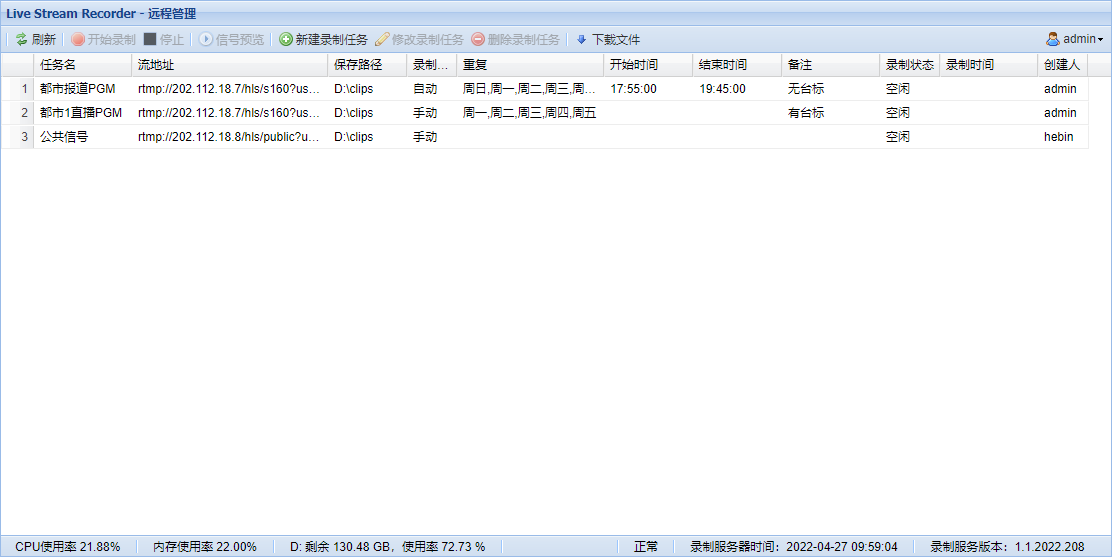 Live Stream Recorder - 远程管理
刷新 开始录制 停止 信号预览 新建录制任务 修改录制任务 删除录制任务 下载文件 admin
任务名 流地址 保存路径 录制... 重复 开始时间 结束时间 备注 录制状态 录制时间 创建人
1 都市报道PGM rtmp://202.112.18.7/hls/s160?us... D:\clips 自动 周日,周一,周二,周三,周... 17:55:00 19:45:00 无台标 空闲 admin
2 都市1直播PGM rtmp://202.112.18.7/hls/s160?us... D:\clips 手动 周一,周二,周三,周四,周五 有台标 空闲 admin
3 公共信号 rtmp://202.112.18.8/hls/public?u... D:\clips 手动 空闲 hebin
CPU使用率 21.88% 内存使用率 22.00% D: 剩余 130.48 GB，使用率 72.73 % 正常 录制服务器时间：2022-04-27 09:59:04 录制服务版本：1.1.2022.208